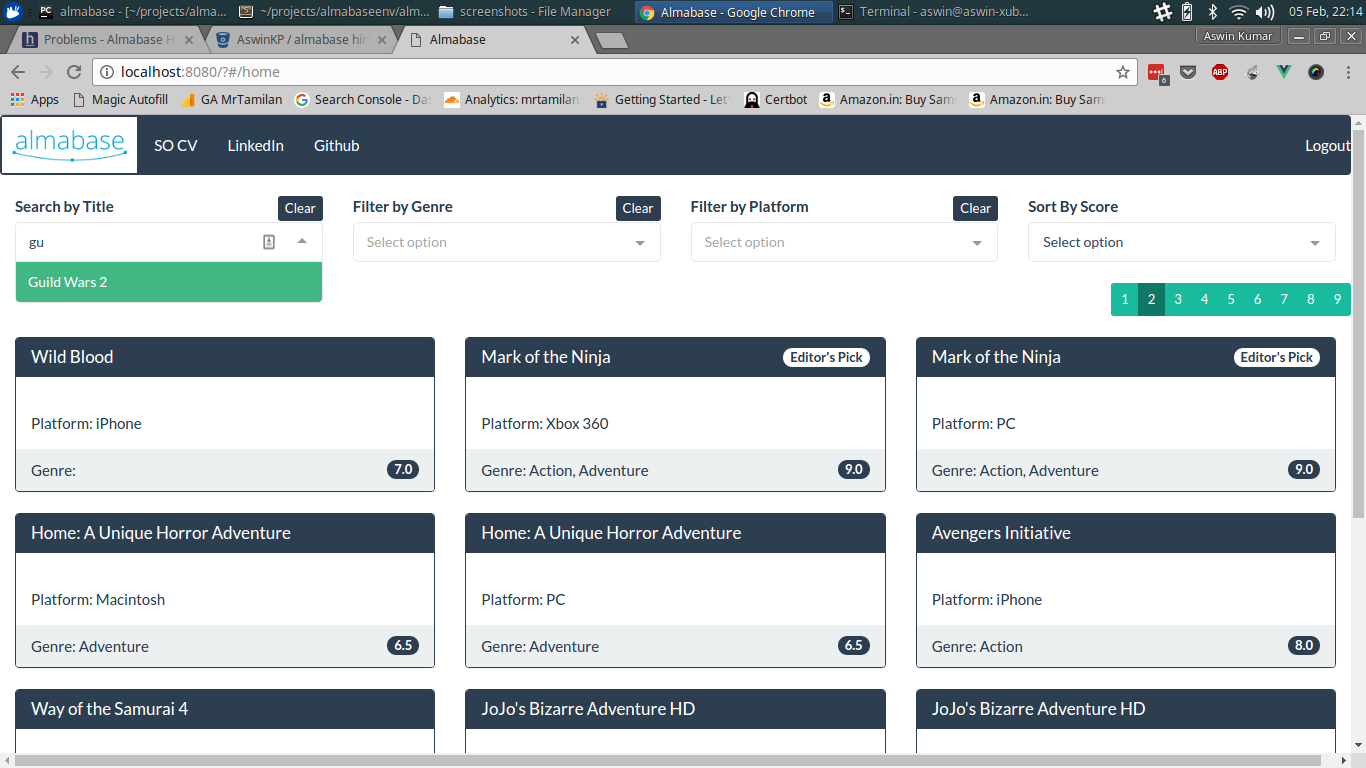 almabase - [~/projects/alma... ~/projects/almabaseenv/alm... screenshots - File Manager Almabase - Google Chrome Terminal - aswin@aswin-xub... 05 Feb, 22:14
Problems - Almabase H AswinKP / almabase hiri Almabase Aswin Kumar
localhost:8080/?#/home 6 ABP
Apps Magic Autofill GA MrTamilan Search Console - Da Analytics: mrtamilan. Getting Started - Let' Certbot Amazon.in: Buy Sam Amazon.in: Buy Sam
almabase SO CV LinkedIn Github Logout
Search by Title Clear Filter by Genre Clear Filter by Platform Clear Sort By Score
gu Select option Select option Select option
Guild Wars 2
1 2 3 4 5 6 7 8 9
Wild Blood Mark of the Ninja Editor's Pick Mark of the Ninja Editor's Pick
Platform: iPhone Platform: Xbox 360 Platform: PC
Genre: 7.0 Genre: Action, Adventure 9.0 Genre: Action, Adventure 9.0
Home: A Unique Horror Adventure Home: A Unique Horror Adventure Avengers Initiative
Platform: Macintosh Platform: PC Platform: iPhone
Genre: Adventure 6.5 Genre: Adventure 6.5 Genre: Action 8.0
Way of the Samurai 4 JoJo's Bizarre Adventure HD JoJo's Bizarre Adventure HD